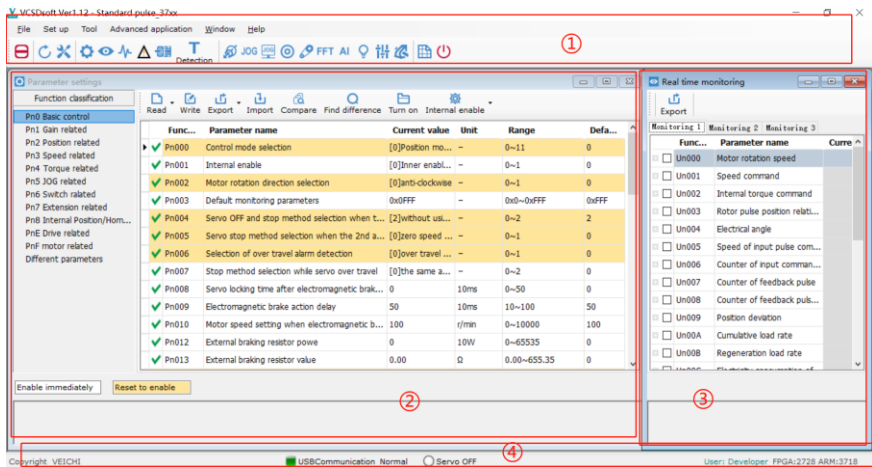 VCSDsoft Ver1.12 - Standard pulse_37xx
File Set up Tool Advanced application Window Help
JOG FFT AI
T
Detection
①
Parameter settings
Function classification
Pn0 Basic control
Pn1 Gain related
Pn2 Position related
Pn3 Speed related
Pn4 Torque related
Pn5 JOG related
Pn6 Switch ralated
Pn7 Extension related
Pn8 Internal Postion/Hom...
PnE Drive related
PnF motor related
Different parameters
Read Write Export Import Compare Find difference Turn on Internal enable
Func... Parameter name Current value Unit Range Defa...
Pn000 Control mode selection [0]Position mo... - 0~11 0
Pn001 Internal enable [0]Inner enabl... - 0~1 0
Pn002 Motor rotation direction selection [0]anti-clockwise - 0~1 0
Pn003 Default monitoring parameters 0x0FFF - 0x0~0xFFF 0xFFF
Pn004 Servo OFF and stop method selection when t... [2]without usi... - 0~2 2
Pn005 Servo stop method selection when the 2nd a... [0]zero speed ... - 0~1 0
Pn006 Selection of over travel alarm detection [0]over travel ... - 0~1 0
Pn007 Stop method selection while servo over travel [0]the same a... - 0~2 0
Pn008 Servo locking time after electromagnetic brak... 0 10ms 0~50 0
Pn009 Electromagnetic brake action delay 50 10ms 10~100 50
Pn010 Motor speed setting when electromagnetic b... 100 r/min 0~10000 100
Pn012 External braking resistor powe 0 10W 0~65535 0
Pn013 External braking resistor value 0.00 Ω 0.00~655.35 0
Enable immediately Reset to enable
②
Real time monitoring
Export
Monitoring 1 Monitoring 2 Monitoring 3
Func... Parameter name Curre
Un000 Motor rotation speed
Un001 Speed command
Un002 Internal torque command
Un003 Rotor pulse position relati...
Un004 Electrical angle
Un005 Speed of input pulse com...
Un006 Counter of input comman...
Un007 Counter of feedback pulse
Un008 Counter of feedback puls...
Un009 Position deviation
Un00A Cumulative load rate
Un00B Regeneration load rate
③
④
Copyright VEICHI USBCommunication Normal Servo OFF User: Developer FPGA:2728 ARM:3718